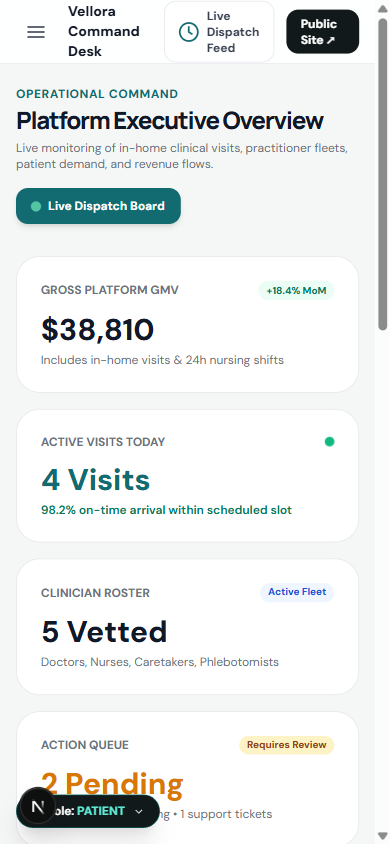 Vellora
Command
Desk
Live
Dispatch
Feed
Public
Site ↗
OPERATIONAL COMMAND
Platform Executive Overview
Live monitoring of in-home clinical visits, practitioner fleets,
patient demand, and revenue flows.
Live Dispatch Board
GROSS PLATFORM GMV
+18.4% MoM
$38,810
Includes in-home visits & 24h nursing shifts
ACTIVE VISITS TODAY
4 Visits
98.2% on-time arrival within scheduled slot
CLINICIAN ROSTER
Active Fleet
5 Vetted
Doctors, Nurses, Caretakers, Phlebotomists
ACTION QUEUE
Requires Review
2 Pending
N
PATIENT
• 1 support tickets